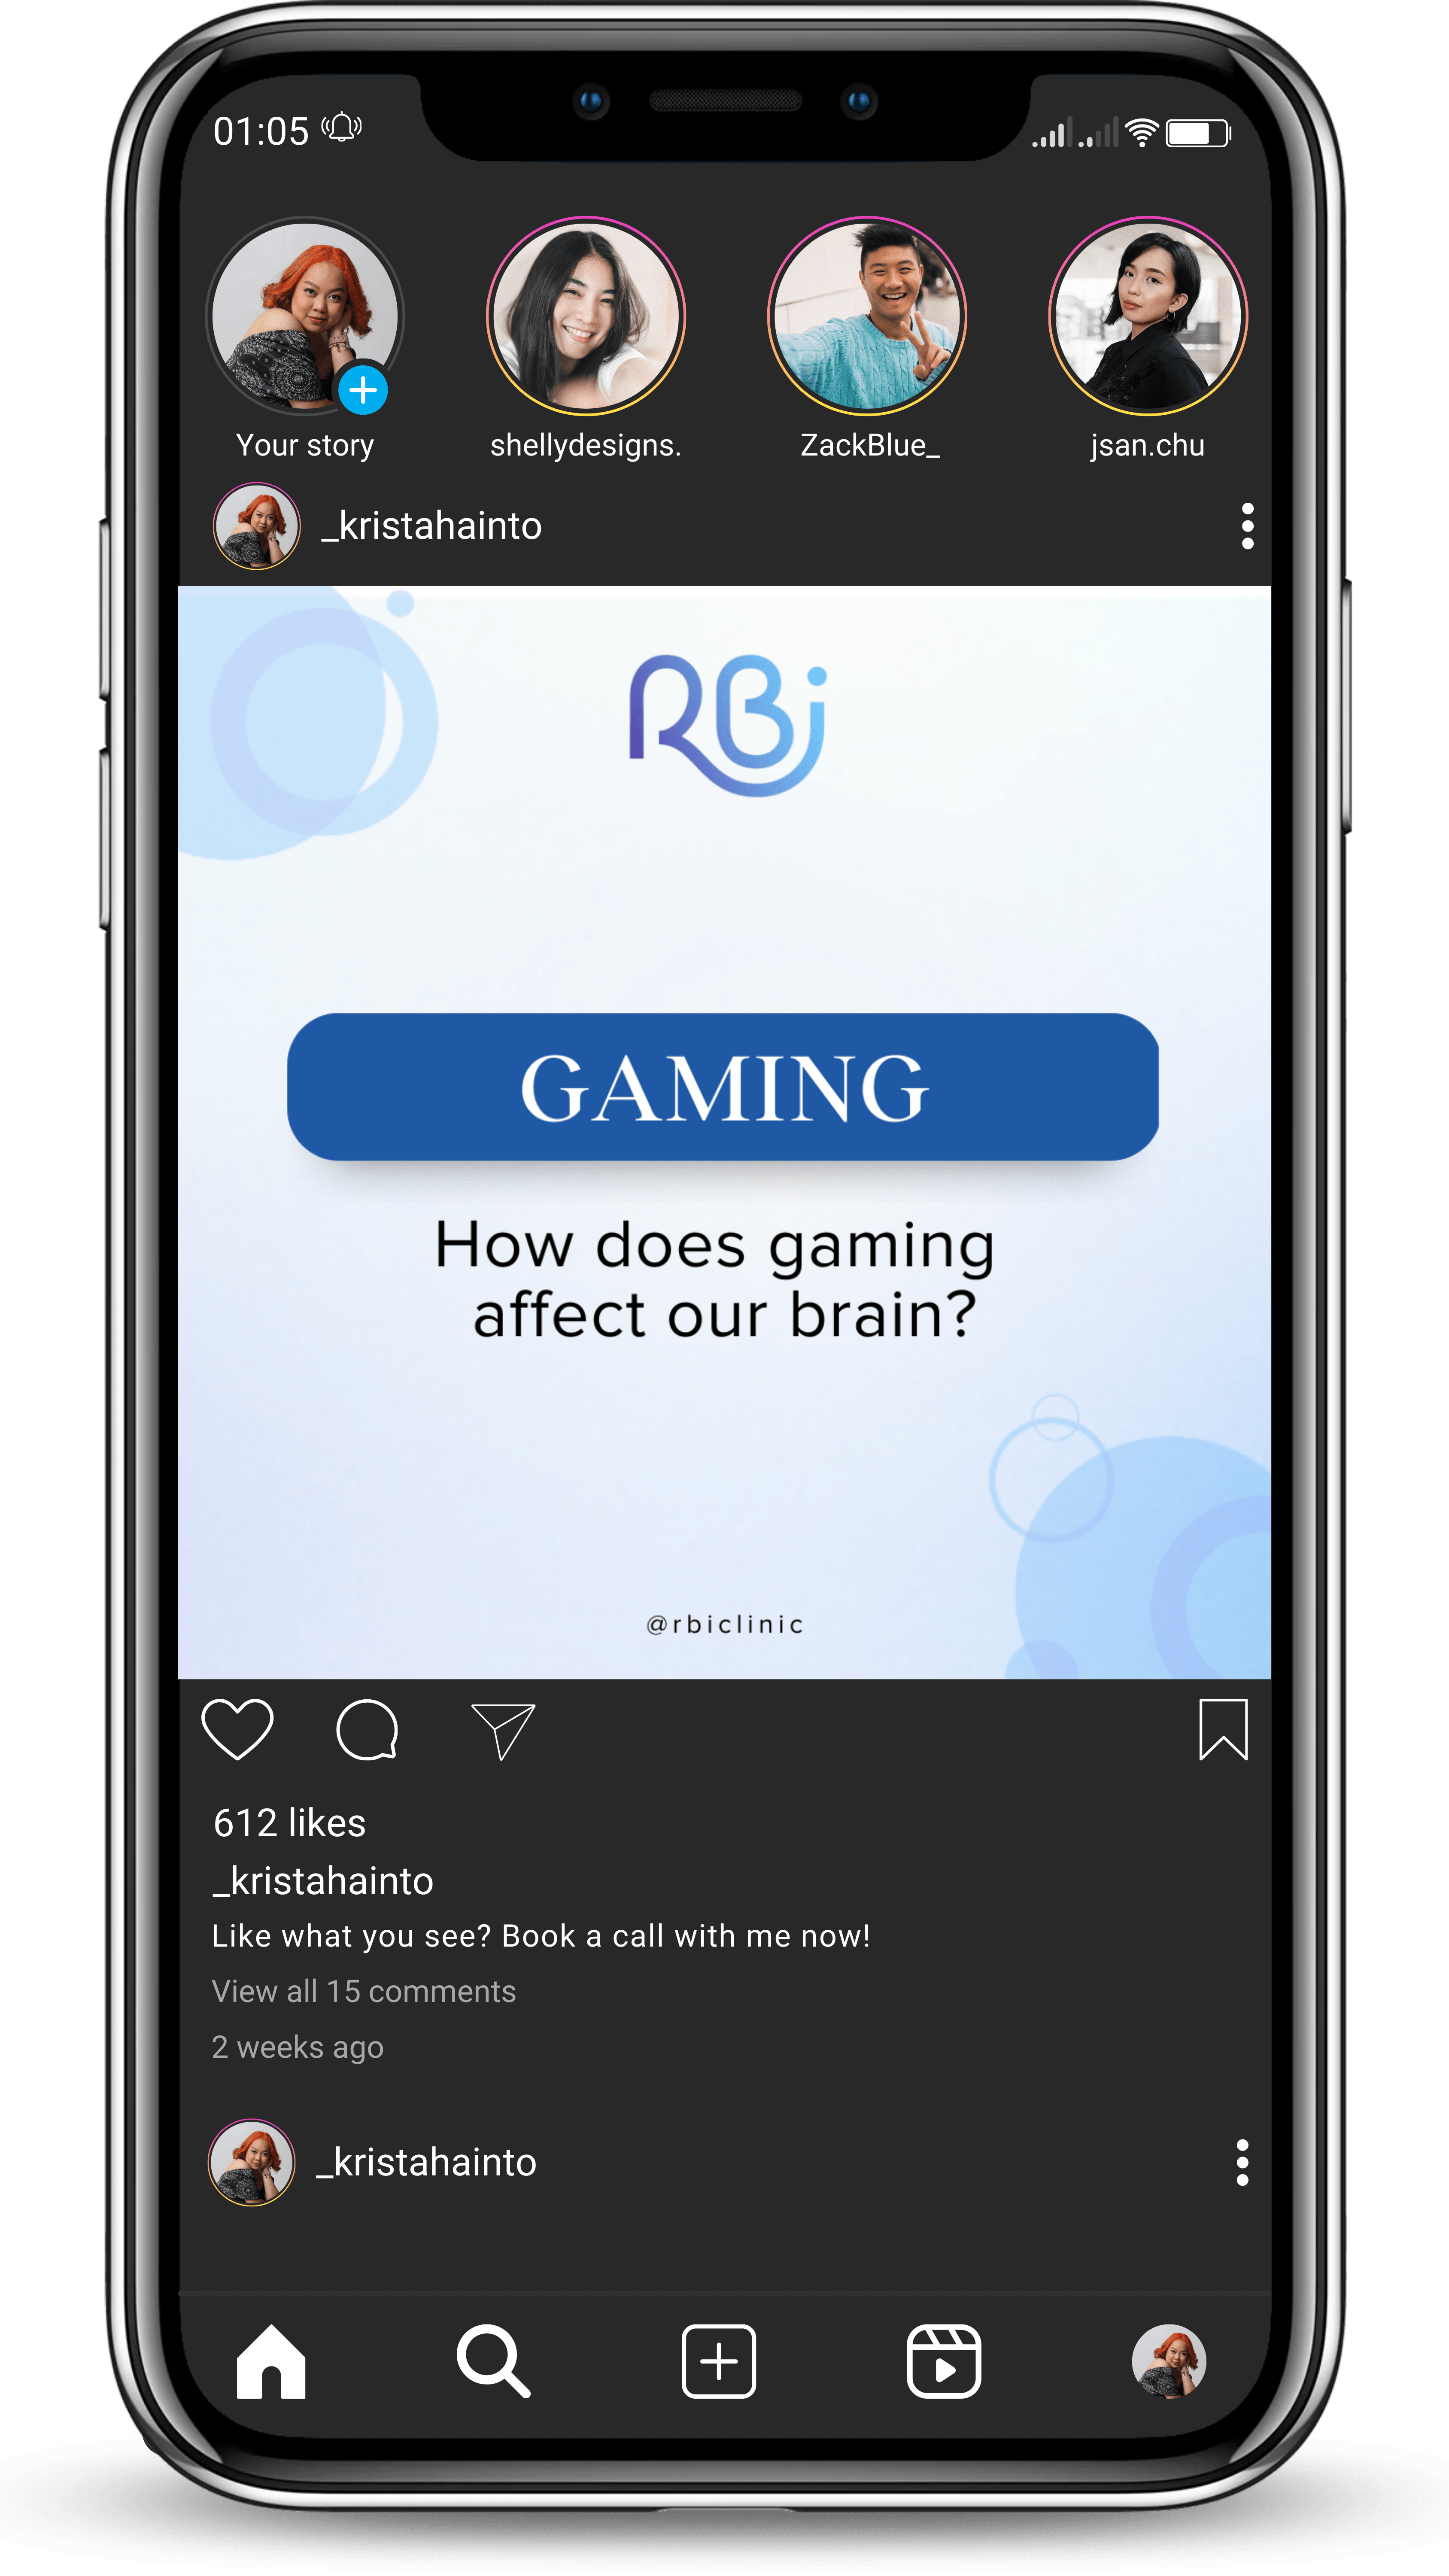 01:05
Your story
shellydesigns.
ZackBlue_
jsan.chu
_kristahainto
RBi
GAMING
How does gaming
affect our brain?
@rbiclinic
612 likes
_kristahainto
Like what you see? Book a call with me now!
View all 15 comments
2 weeks ago
_kristahainto